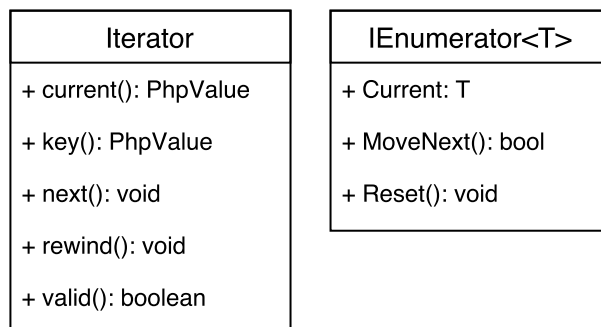 Iterator
+ current(): PhpValue
+ key(): PhpValue
+ next(): void
+ rewind(): void
+ valid(): boolean
IEnumerator<T>
+ Current: T
+ MoveNext(): bool
+ Reset(): void